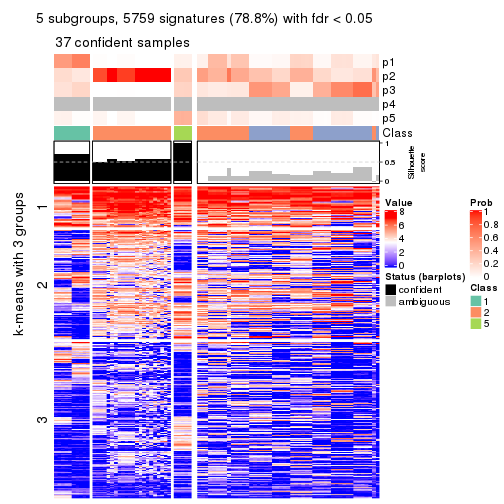 5 subgroups, 5759 signatures (78.8%) with fdr < 0.05
37 confident samples
p1
p2
p3
p4
p5
Class
1
0.5
0
Silhouette
score
k-means with 3 groups
1
2
3
Value
8
6
4
2
0
Status (barplots)
confident
ambiguous
Prob
1
0.8
0.6
0.4
0.2
0
Class
1
2
5